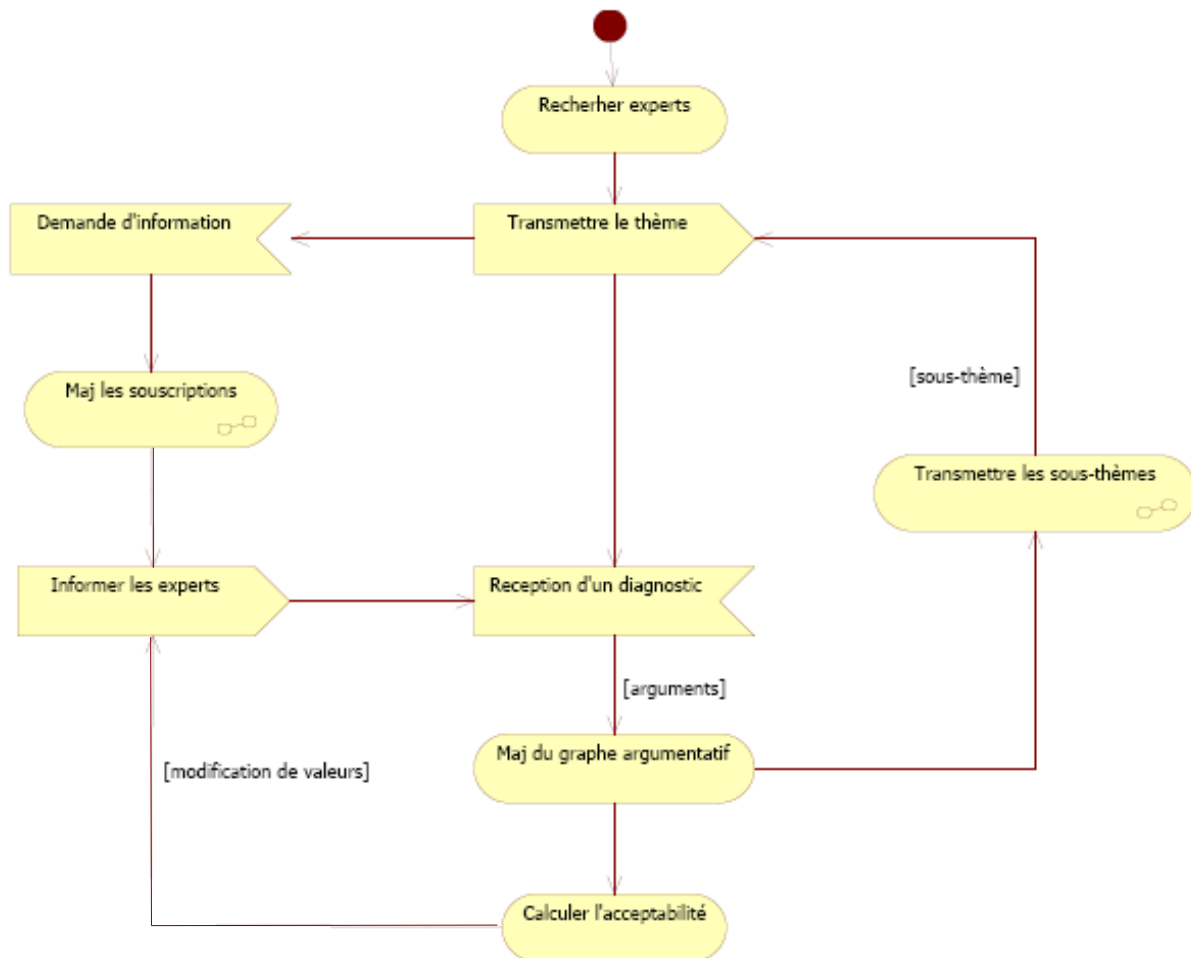 Recherher experts
Demande d'information
Transmettre le thème
[sous-thème]
Maj les souscriptions
Transmettre les sous-thèmes
Informer les experts
Reception d'un diagnostic
[arguments]
Maj du graphe argumentatif
[modification de valeurs]
Calculer l'acceptabilité